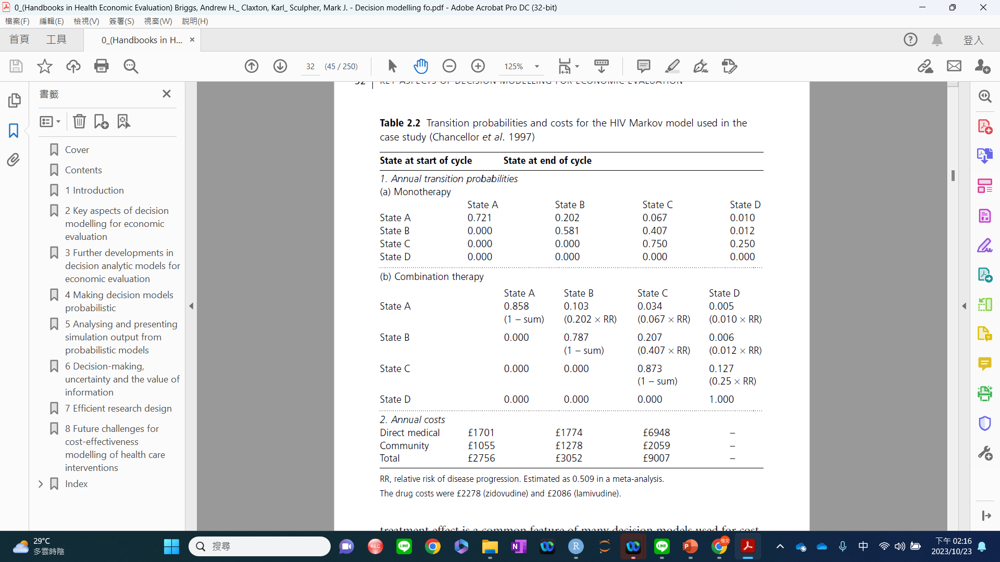 0_(Handbooks in Health Economic Evaluation) Briggs, Andrew H._ Claxton, Karl_ Sculpher, Mark J. - Decision modelling fo.pdf - Adobe Acrobat Pro DC (32-bit)
檔案(F) 編輯(E) 檢視(V) 簽署(S) 視窗(W) 說明(H)
首頁 工具 0_(Handbooks in H... × 登入
32 (45 / 250) 125%
書籤
Cover
Contents
1 Introduction
2 Key aspects of decision
modelling for economic
evaluation
3 Further developments in
decision analytic models for
economic evaluation
4 Making decision models
probabilistic
5 Analysing and presenting
simulation output from
probabilistic models
6 Decision-making,
uncertainty and the value of
information
7 Efficient research design
8 Future challenges for
cost-effectiveness
modelling of health care
interventions
Index
32 KEY ASPECTS OF DECISION MODELLING FOR ECONOMIC EVALUATION
Table 2.2 Transition probabilities and costs for the HIV Markov model used in the
case study (Chancellor et al. 1997)
State at start of cycle State at end of cycle
1. Annual transition probabilities
(a) Monotherapy
State A State B State C State D
State A 0.721 0.202 0.067 0.010
State B 0.000 0.581 0.407 0.012
State C 0.000 0.000 0.750 0.250
State D 0.000 0.000 0.000 0.000
(b) Combination therapy
State A State B State C State D
State A 0.858 0.103 0.034 0.005
(1 – sum) (0.202 × RR) (0.067 × RR) (0.010 × RR)
State B 0.000 0.787 0.207 0.006
(1 – sum) (0.407 × RR) (0.012 × RR)
State C 0.000 0.000 0.873 0.127
(1 – sum) (0.25 × RR)
State D 0.000 0.000 0.000 1.000
2. Annual costs
Direct medical £1701 £1774 £6948 –
Community £1055 £1278 £2059 –
Total £2756 £3052 £9007 –
RR, relative risk of disease progression. Estimated as 0.509 in a meta-analysis.
The drug costs were £2278 (zidovudine) and £2086 (lamivudine).
treatment effect is a common feature of many decision models used for cost
29°C
多雲時陰
搜尋
REC
LINE
N
R
LINE
P
中
下午 02:16
2023/10/23